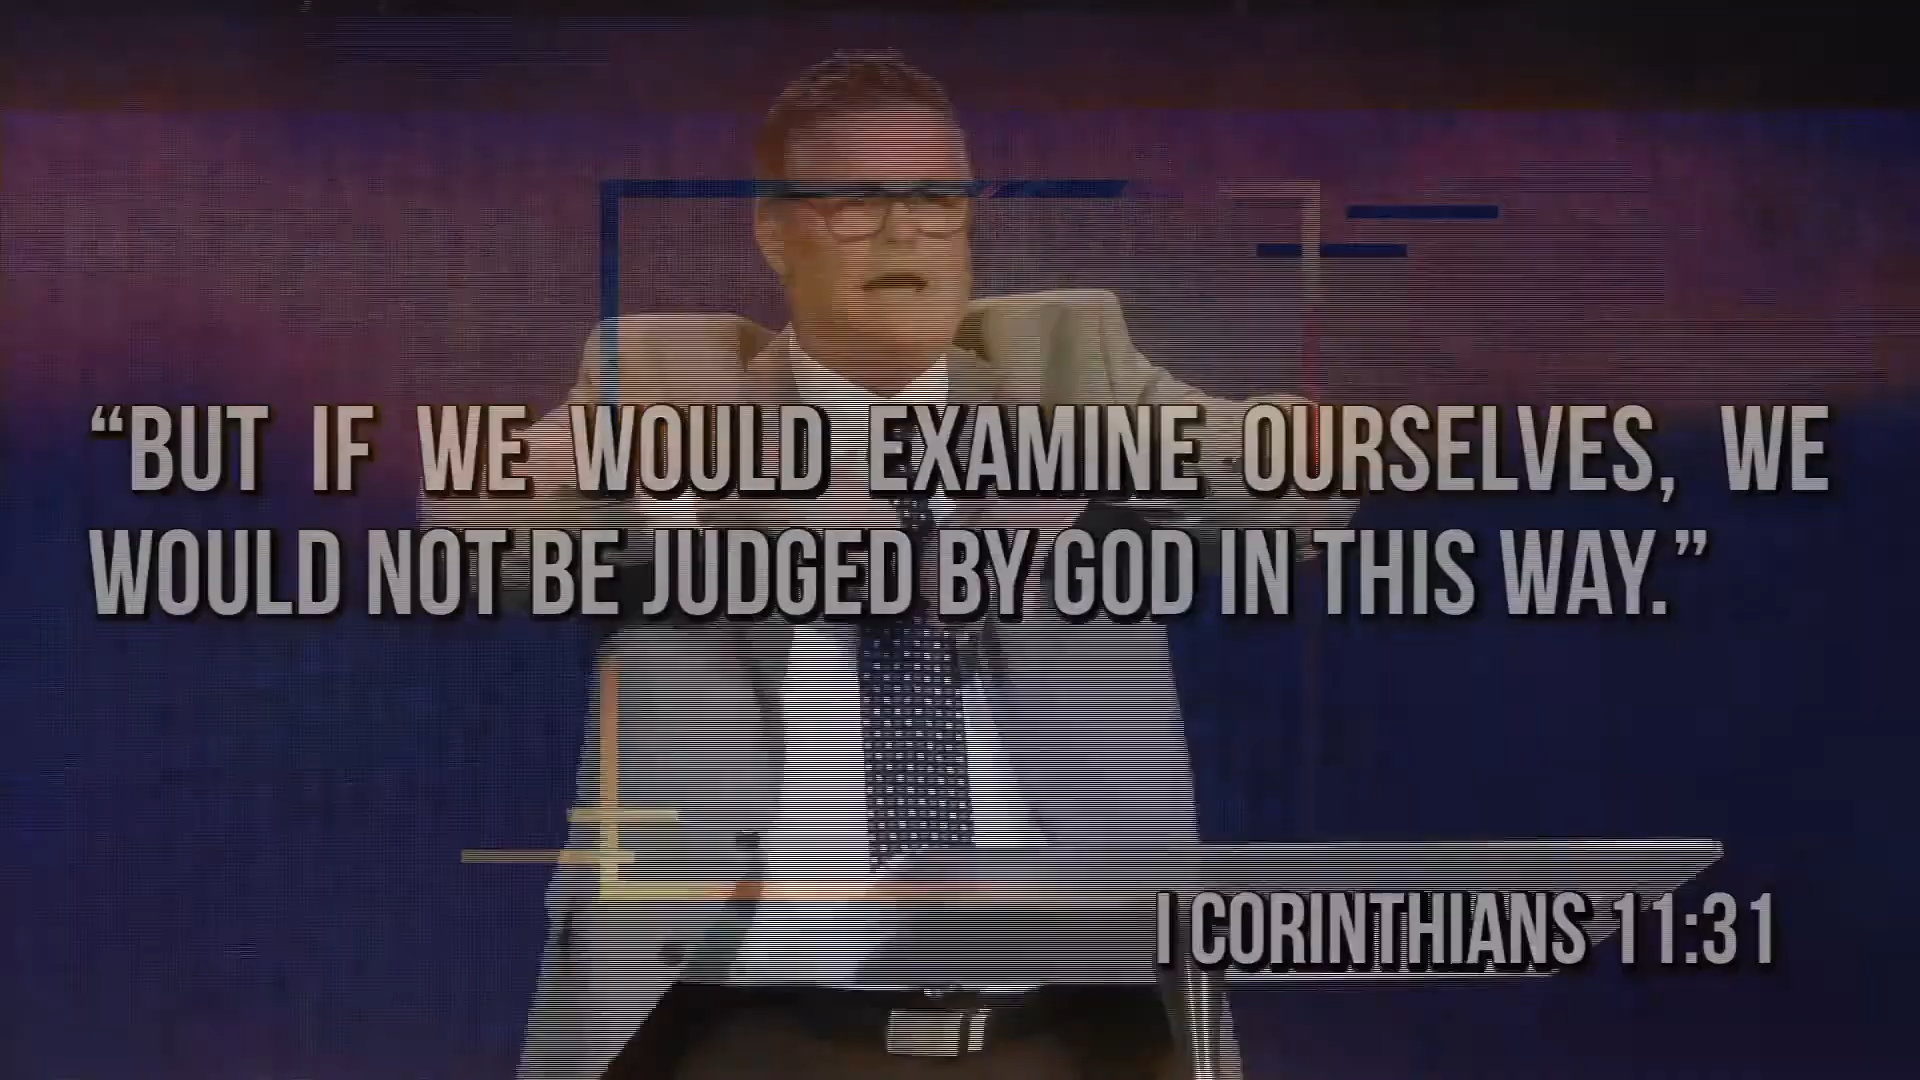 “BUT IF WE WOULD EXAMINE OURSELVES, WE
WOULD NOT BE JUDGED BY GOD IN THIS WAY.”
I CORINTHIANS 11:31